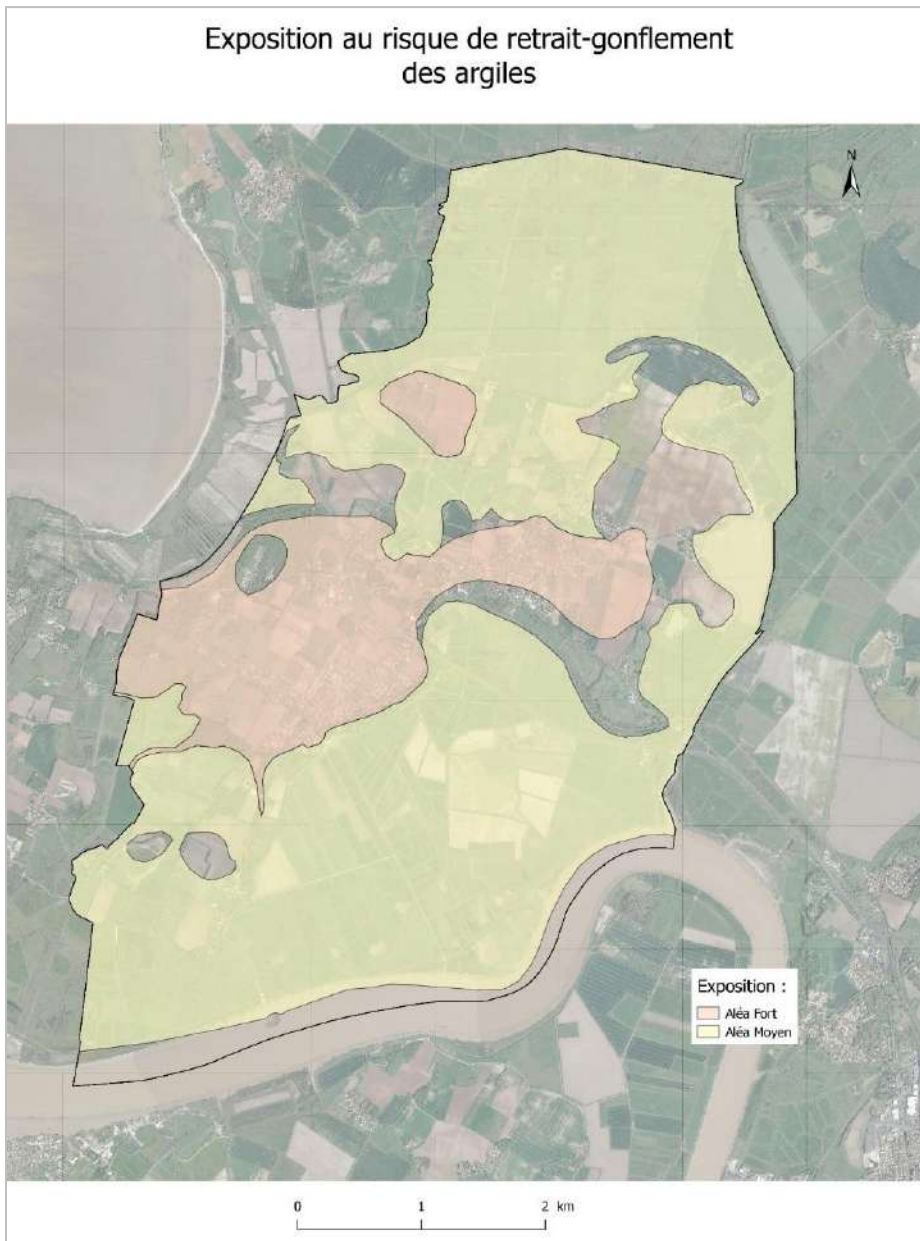 Exposition au risque de retrait-gonflement
des argiles
N
Exposition :
Aléa Fort
Aléa Moyen
0 1 2 km